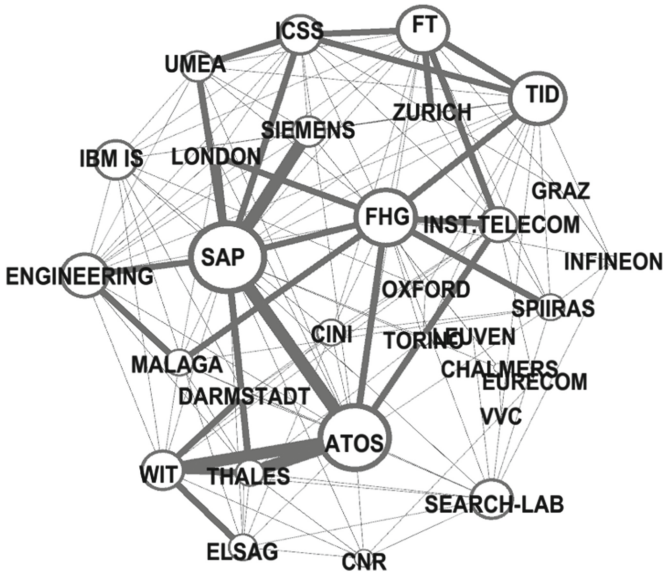 ICSS
FT
UMEA
TID
ZURICH
SIEMENS
IBM IS
LONDON
GRAZ
FHG
INST.TELECOM
SAP
INFINEON
ENGINEERING
OXFORD
SPIIRAS
CINI
TORINO
LEUVEN
MALAGA
CHALMERS
EURECOM
DARMSTADT
VVC
ATOS
WIT
THALES
SEARCH-LAB
ELSAG
CNR